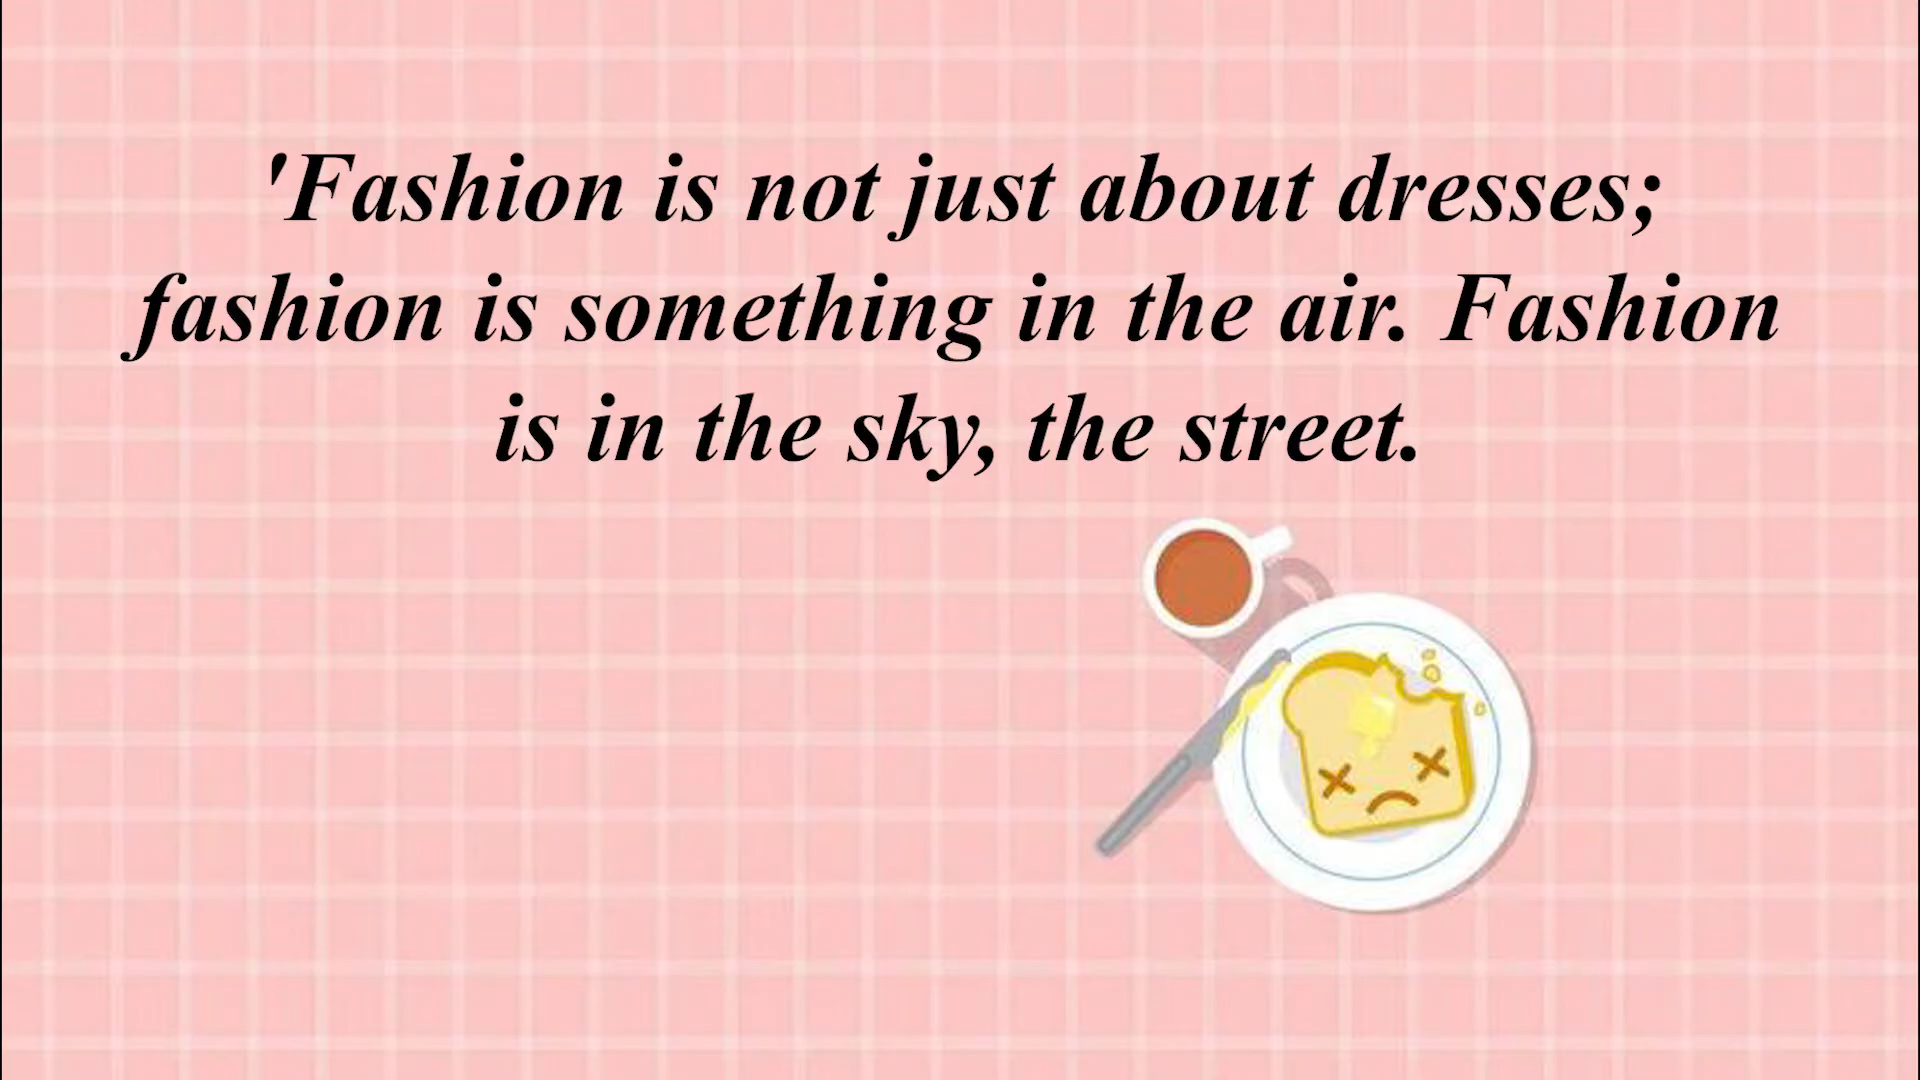 'Fashion is not just about dresses;
fashion is something in the air. Fashion
is in the sky, the street.